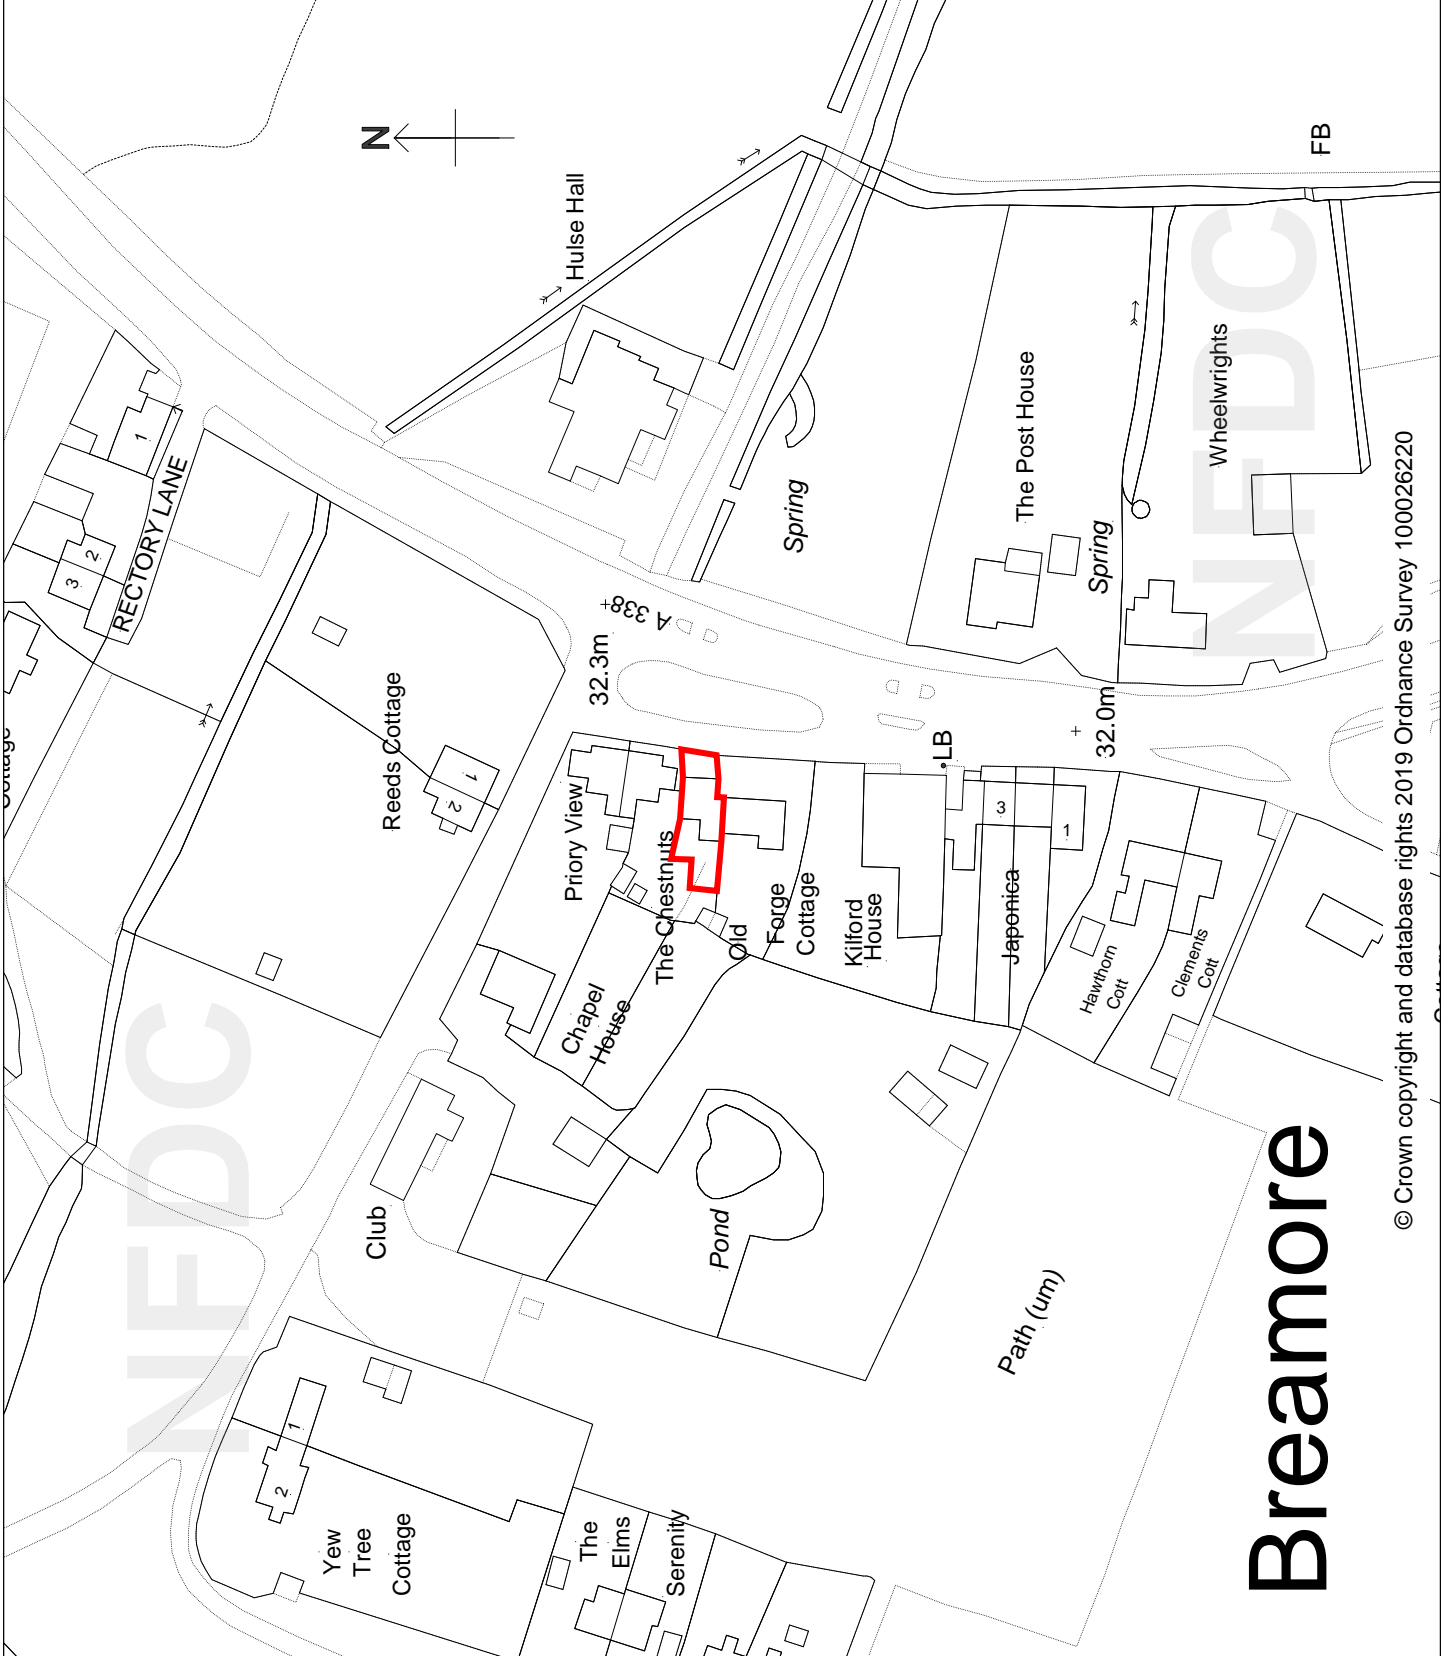 N
Hulse Hall
FB
1
2
3
RECTORY LANE
Reeds Cottage
1
2
A 338
32.3m
Spring
The Post House
Spring
Wheelwrights
NFDC
Priory View
The Chestnuts
Old
Forge
Cottage
Kilford
House
LB
32.0m
3
1
Japonica
Hawthorn
Cott
Clements
Cott
Chapel
House
NFDC
Club
Pond
Path (um)
1
2
Yew
Tree
Cottage
The
Elms
Serenity
Breamore
© Crown copyright and database rights 2019 Ordnance Survey 100026220